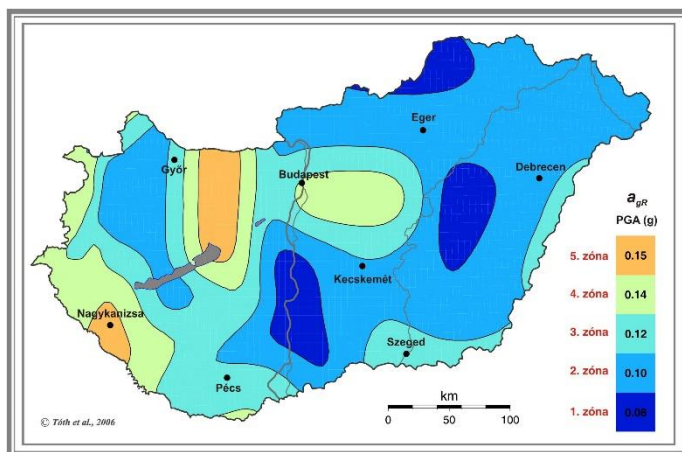 Eger
Győr
Budapest
Debrecen
a_gR
PGA (g)
5. zóna 0.15
4. zóna 0.14
3. zóna 0.12
2. zóna 0.10
1. zóna 0.08
Kecskemét
Nagykanizsa
Szeged
Pécs
km
0 50 100
© Tóth et al., 2006